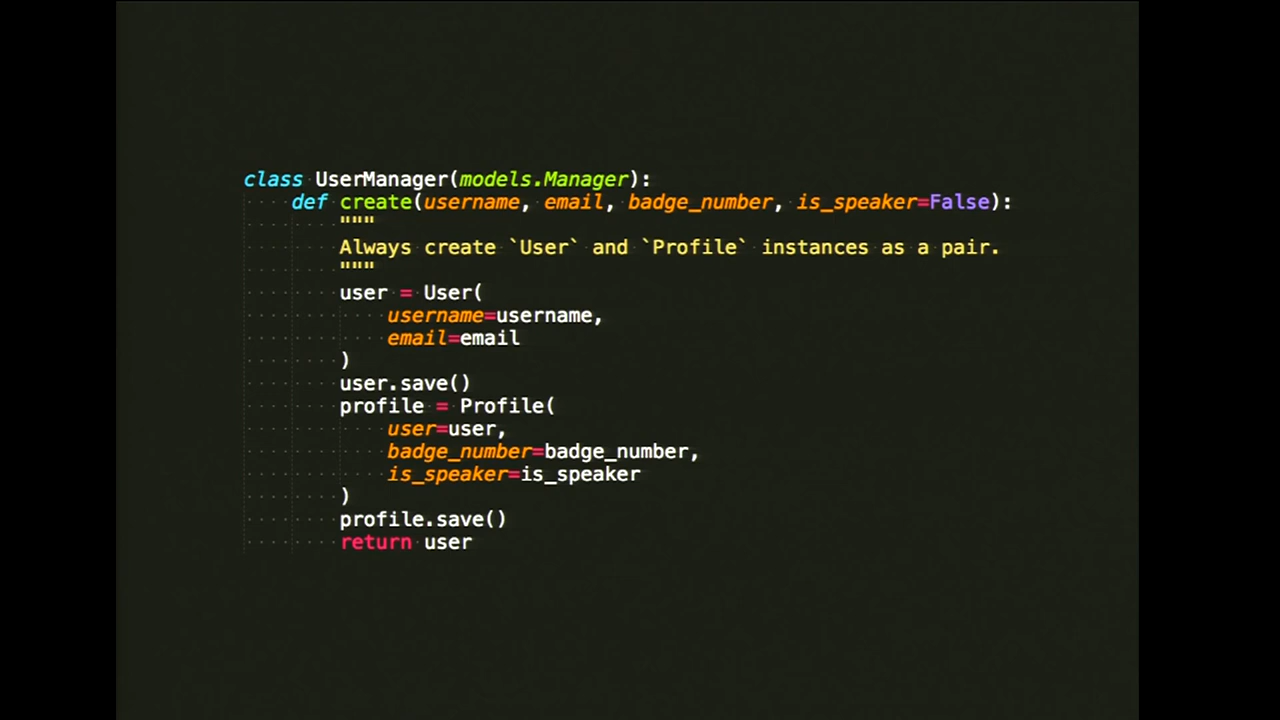 class UserManager(models.Manager):
    def create(username, email, badge_number, is_speaker=False):
        """
        Always create `User` and `Profile` instances as a pair.
        """
        user = User(
            username=username,
            email=email
        )
        user.save()
        profile = Profile(
            user=user,
            badge_number=badge_number,
            is_speaker=is_speaker
        )
        profile.save()
        return user